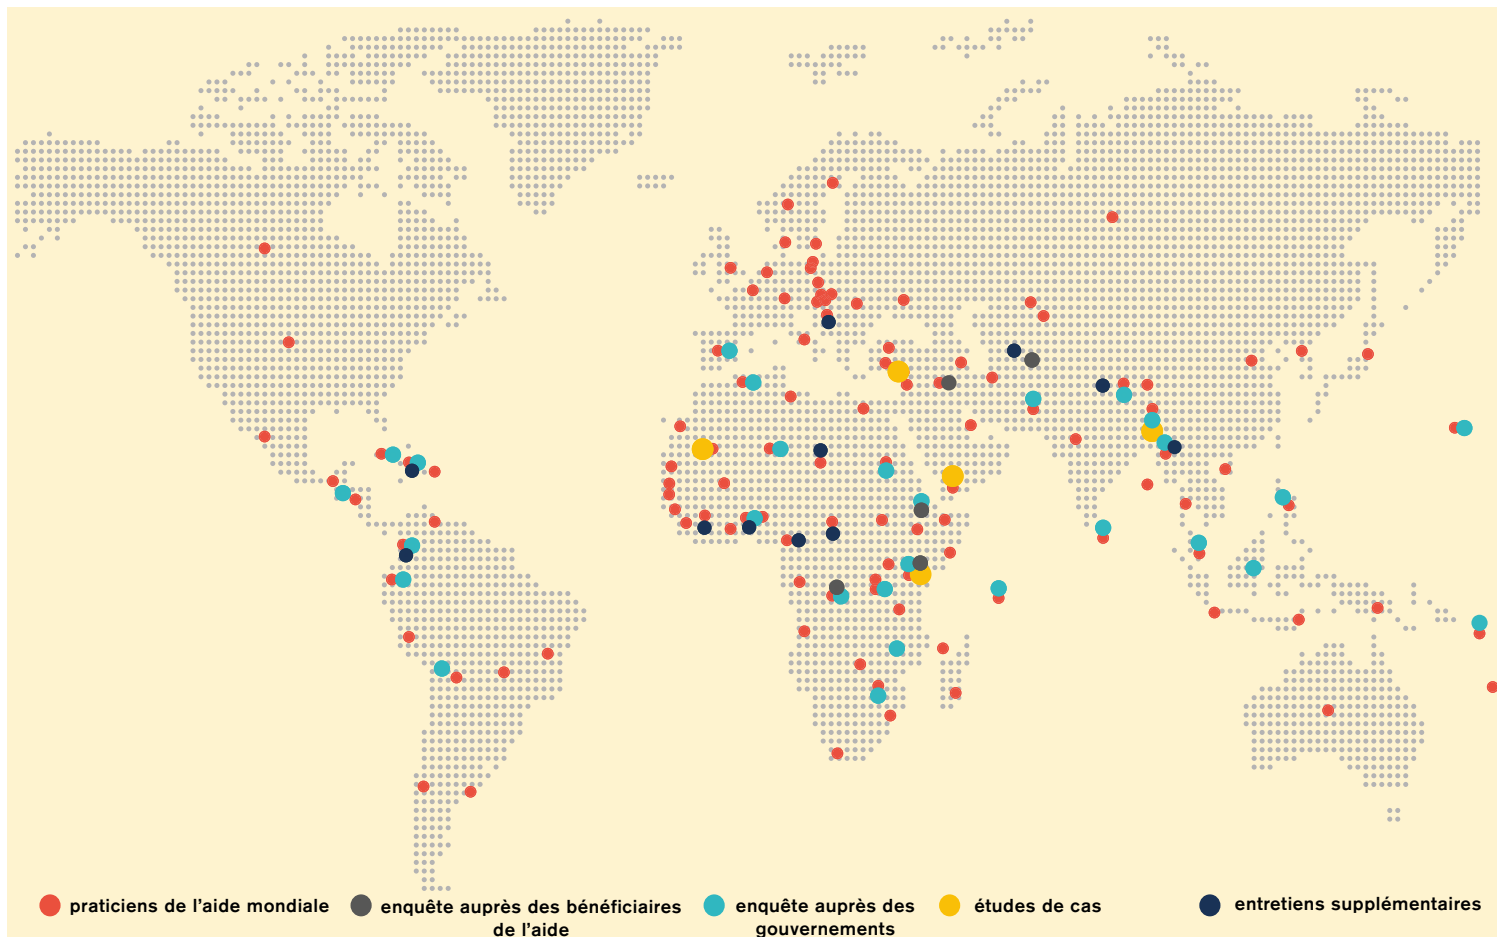 praticiens de l'aide mondiale
enquête auprès des bénéficiaires
de l'aide
enquête auprès des
gouvernements
études de cas
entretiens supplémentaires